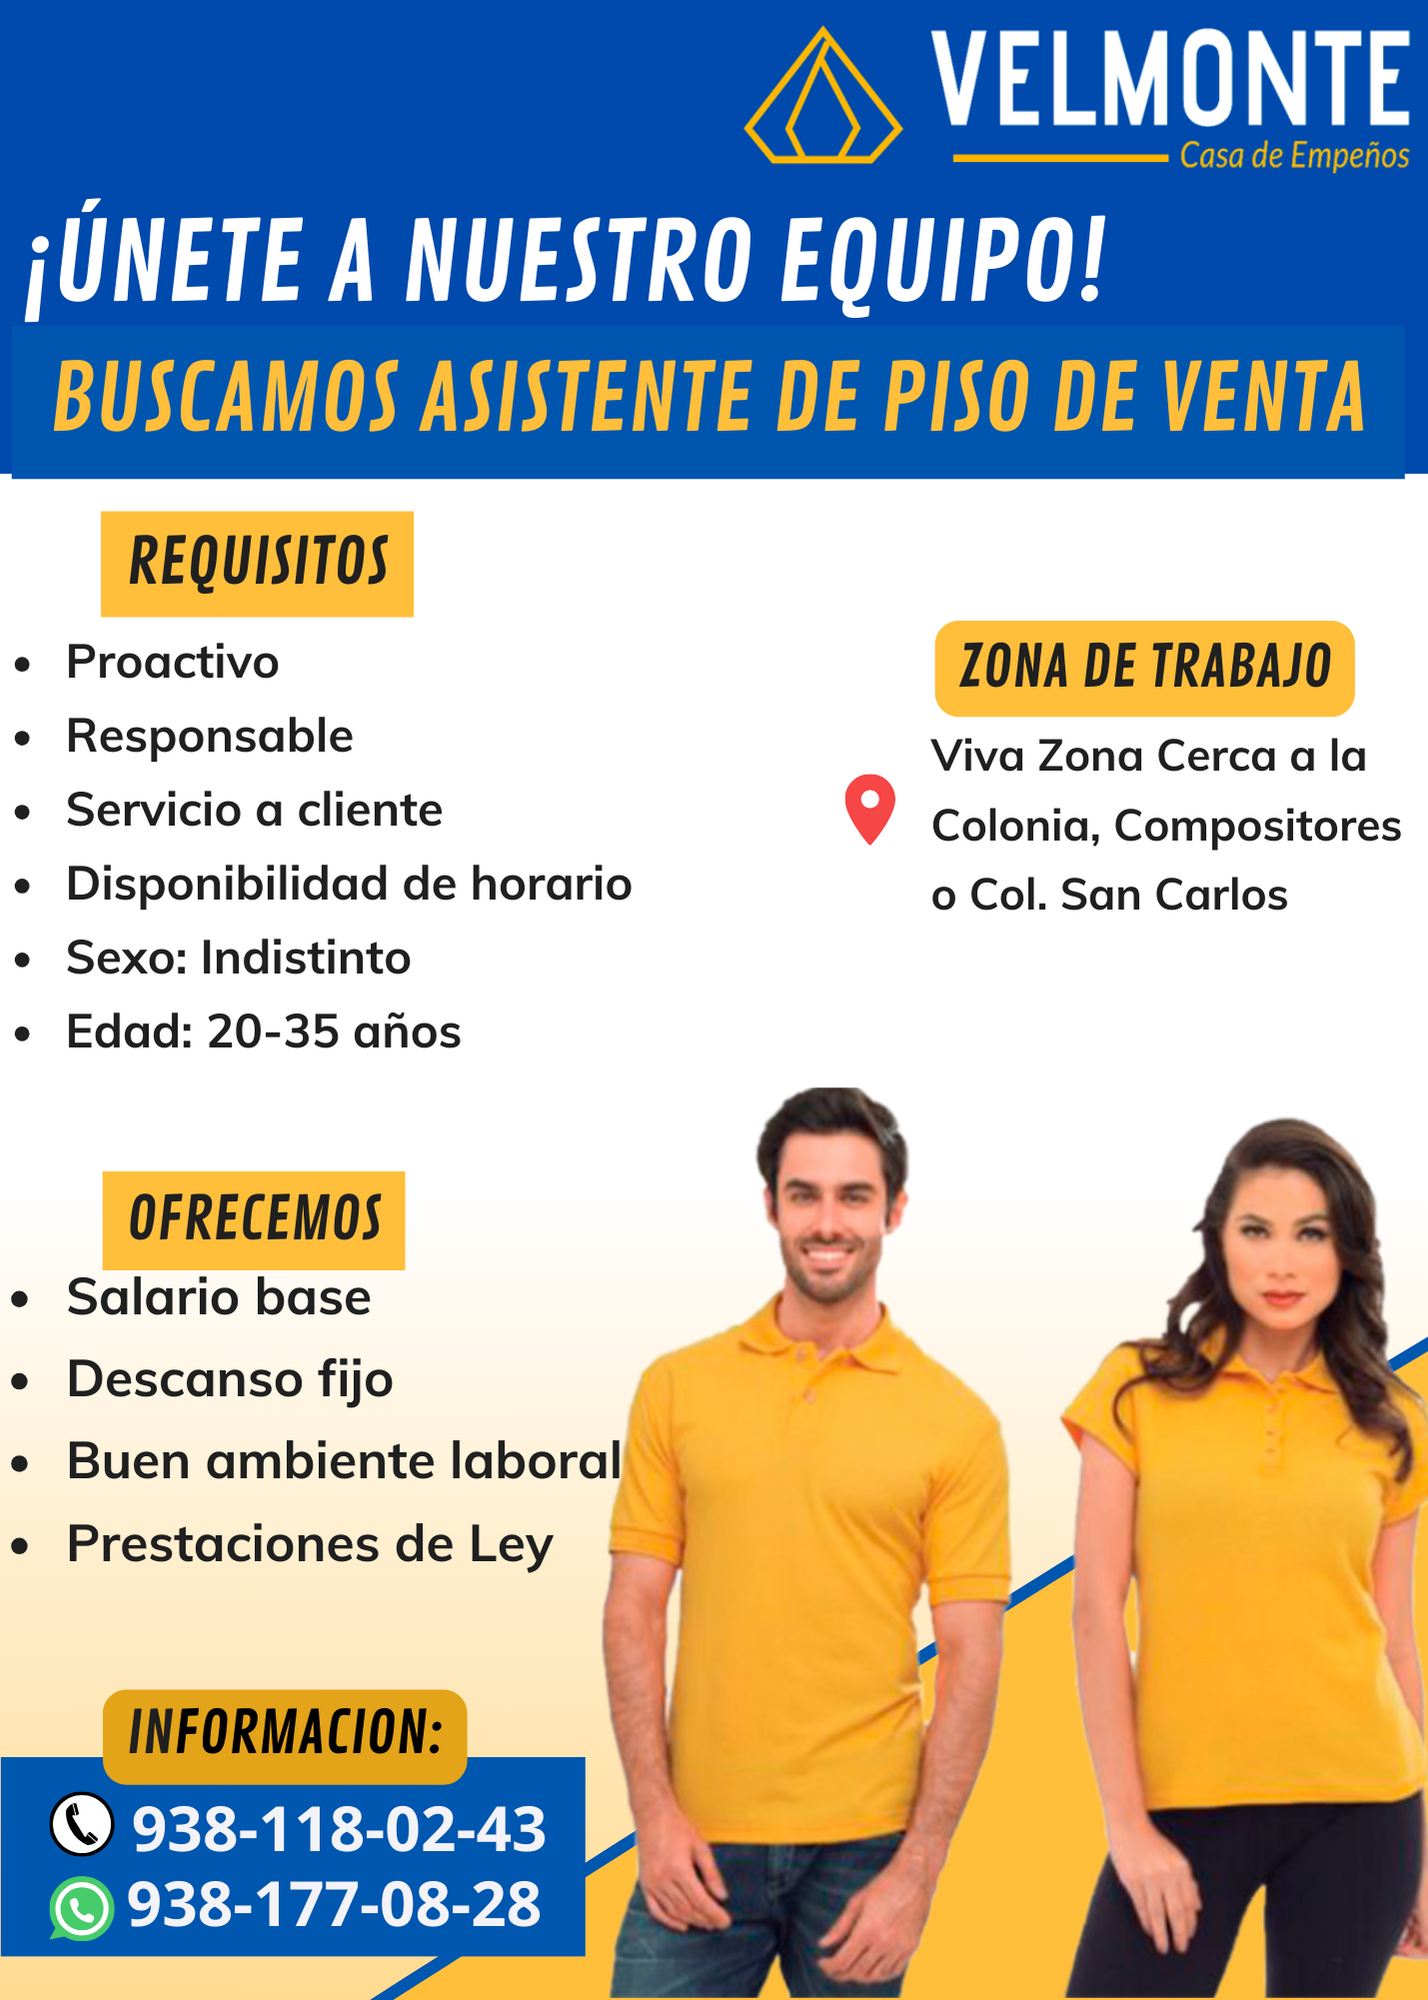 VELMONTE
Casa de Empeños
¡ÚNETE A NUESTRO EQUIPO!
BUSCAMOS ASISTENTE DE PISO DE VENTA
REQUISITOS
• Proactivo
• Responsable
• Servicio a cliente
• Disponibilidad de horario
• Sexo: Indistinto
• Edad: 20-35 años
ZONA DE TRABAJO
Viva Zona Cerca a la
Colonia, Compositores
o Col. San Carlos
OFRECEMOS
• Salario base
• Descanso fijo
• Buen ambiente laboral
• Prestaciones de Ley
INFORMACION:
938-118-02-43
938-177-08-28